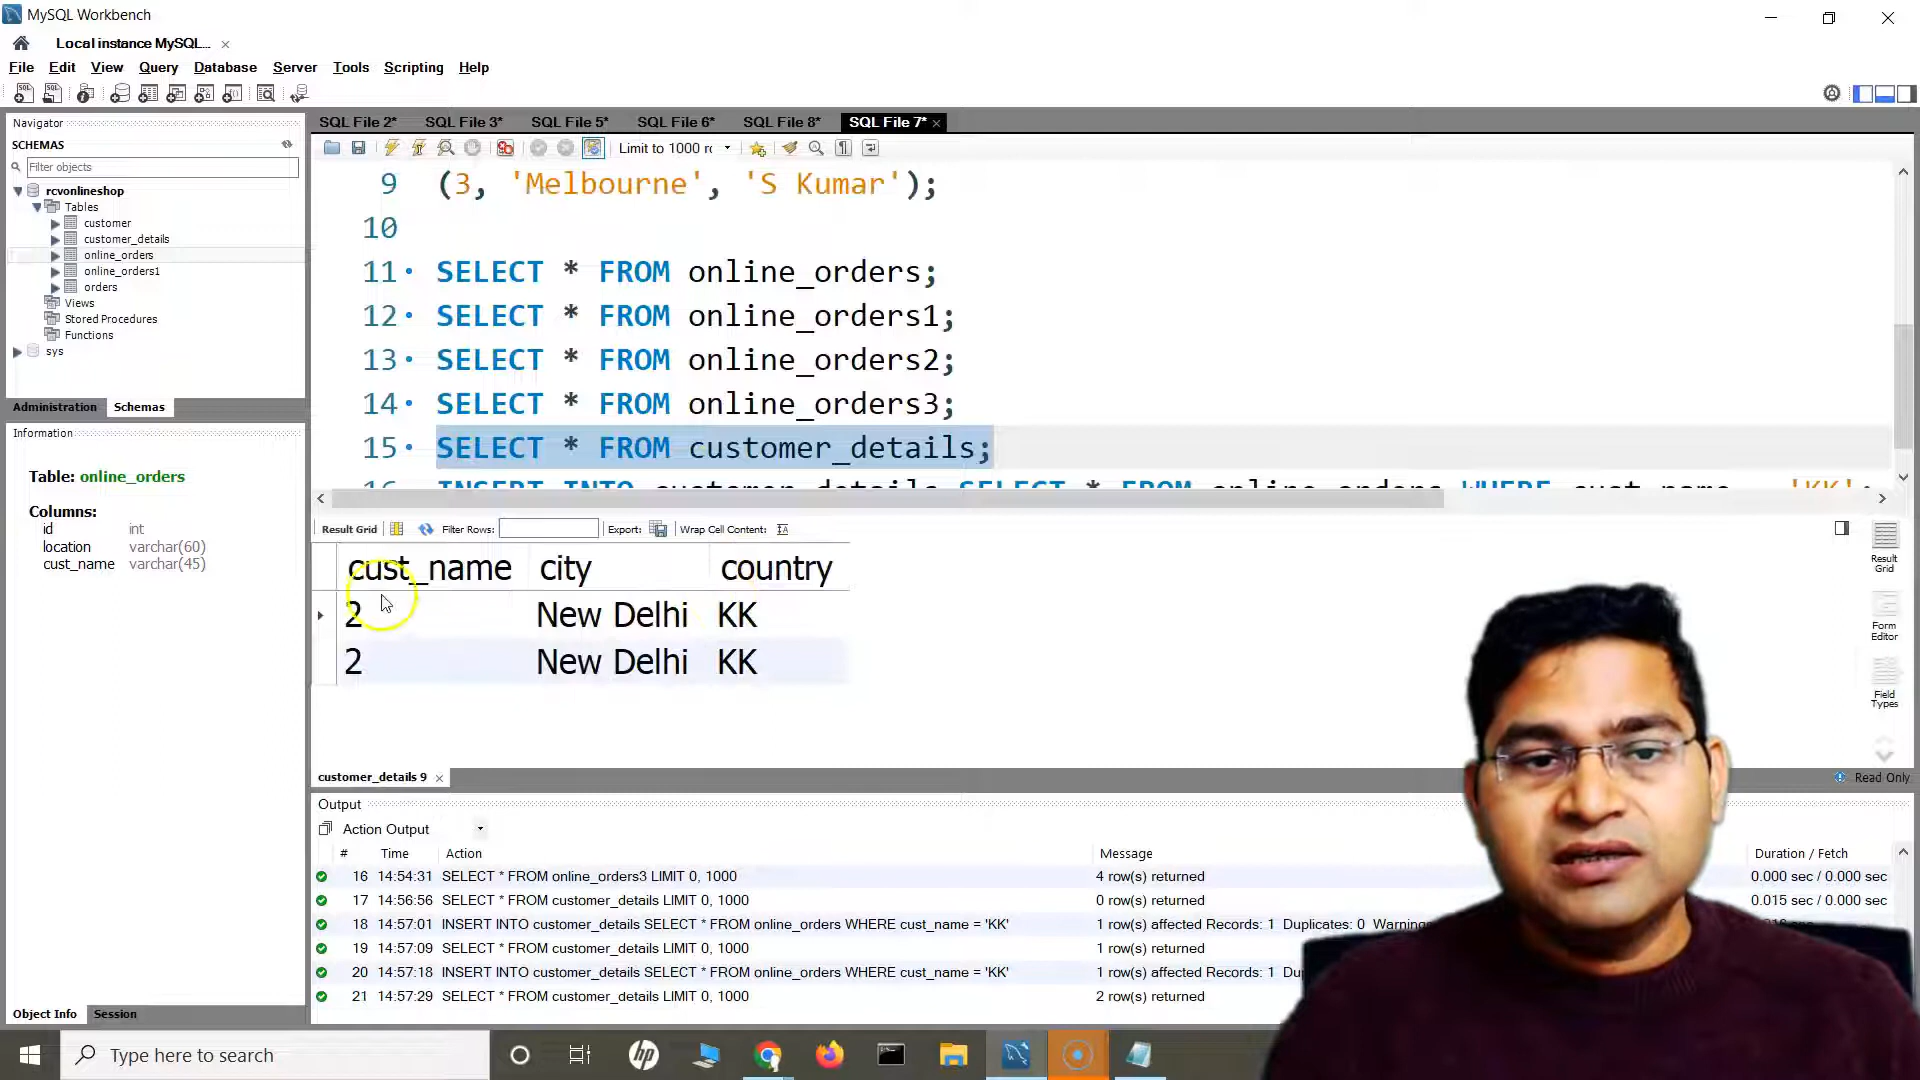 MySQL Workbench
Local instance MySQL...
File Edit View Query Database Server Tools Scripting Help
Navigator
SCHEMAS
Filter objects
rcvonlineshop
Tables
customer
customer_details
online_orders
online_orders1
orders
Views
Stored Procedures
Functions
sys
Administration Schemas
Information
Table: online_orders
Columns:
id int
location varchar(60)
cust_name varchar(45)
Object Info Session
SQL File 2* SQL File 3* SQL File 5* SQL File 6* SQL File 8* SQL File 7*
Limit to 1000 rc
9 (3, 'Melbourne', 'S Kumar');
10
11 SELECT * FROM online_orders;
12 SELECT * FROM online_orders1;
13 SELECT * FROM online_orders2;
14 SELECT * FROM online_orders3;
15 SELECT * FROM customer_details;
16 INSERT INTO customer_details SELECT * FROM online_orders WHERE cust_name = 'KK';
Result Grid Filter Rows: Export: Wrap Cell Content:
cust_name city country
2 New Delhi KK
2 New Delhi KK
Result Grid
Form Editor
Field Types
customer_details 9
Read Only
Output
Action Output
# Time Action Message Duration / Fetch
16 14:54:31 SELECT * FROM online_orders3 LIMIT 0, 1000 4 row(s) returned 0.000 sec / 0.000 sec
17 14:56:56 SELECT * FROM customer_details LIMIT 0, 1000 0 row(s) returned 0.015 sec / 0.000 sec
18 14:57:01 INSERT INTO customer_details SELECT * FROM online_orders WHERE cust_name = 'KK' 1 row(s) affected Records: 1 Duplicates: 0 Warning
19 14:57:09 SELECT * FROM customer_details LIMIT 0, 1000 1 row(s) returned
20 14:57:18 INSERT INTO customer_details SELECT * FROM online_orders WHERE cust_name = 'KK' 1 row(s) affected Records: 1 Dup
21 14:57:29 SELECT * FROM customer_details LIMIT 0, 1000 2 row(s) returned
Type here to search